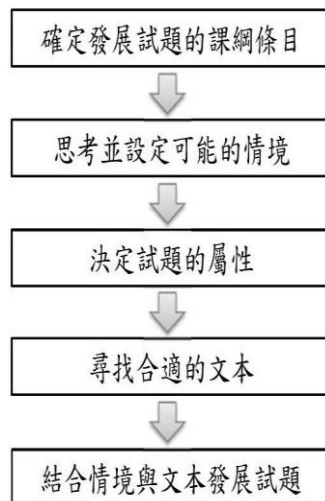 確定發展試題的課綱條目
思考並設定可能的情境
決定試題的屬性
尋找合適的文本
結合情境與文本發展試題